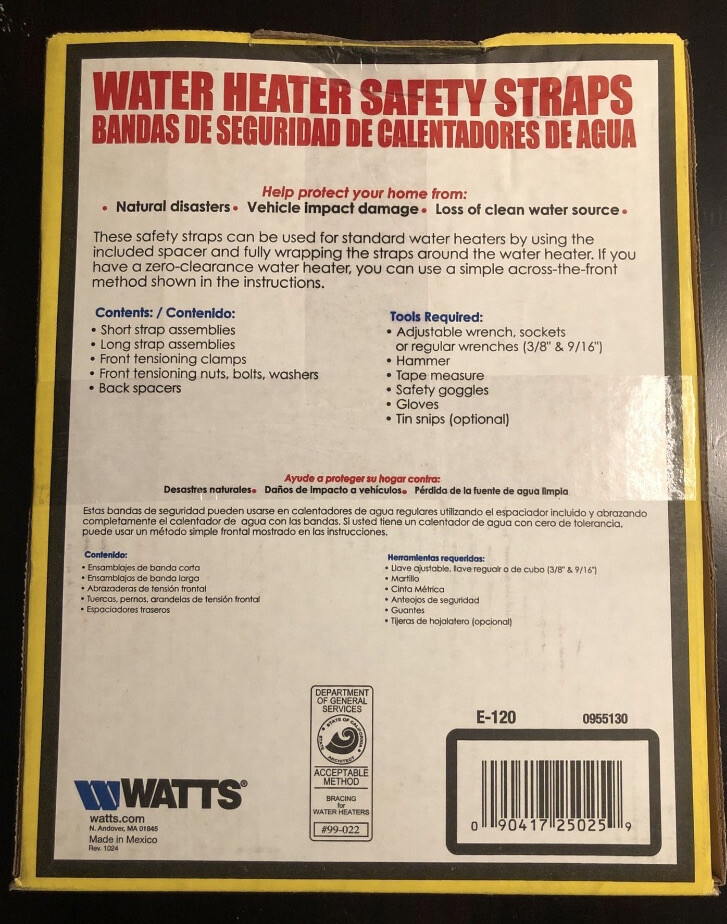 WATER HEATER SAFETY STRAPS
BANDAS DE SEGURIDAD DE CALENTADORES DE AGUA
Help protect your home from:
• Natural disasters • Vehicle impact damage • Loss of clean water source •
These safety straps can be used for standard water heaters by using the
included spacer and fully wrapping the straps around the water heater. If you
have a zero-clearance water heater, you can use a simple across-the-front
method shown in the instructions.
Contents: / Contenido:
• Short strap assemblies
• Long strap assemblies
• Front tensioning clamps
• Front tensioning nuts, bolts, washers
• Back spacers
Tools Required:
• Adjustable wrench, sockets
or regular wrenches (3/8" & 9/16")
• Hammer
• Tape measure
• Safety goggles
• Gloves
• Tin snips (optional)
Ayude a proteger su hogar contra:
Desastres naturales • Daños de impacto a vehículos • Pérdida de la fuente de agua limpia
Estas bandas de seguridad pueden usarse en calentadores de agua regulares utilizando el espaciador incluido y abrazando
completamente el calentador de agua con las bandas. Si usted tiene un calentador de agua con cero de tolerancia,
puede usar un método simple frontal mostrado en las instrucciones.
Contenido:
• Ensamblajes de banda corta
• Ensamblajes de banda larga
• Abrazaderas de tensión frontal
• Tuercas, pernos, arandelas de tensión frontal
• Espaciadores traseros
Herramientas requeridas:
• Llave ajustable, llave regualr o de cubo (3/8" & 9/16")
• Martillo
• Cinta Métrica
• Anteojos de seguridad
• Guantes
• Tijeras de hojalatero (opcional)
DEPARTMENT
OF GENERAL
SERVICES
STATE OF CALIFORNIA
STATE ARCHITECT
ACCEPTABLE
METHOD
BRACING
for
WATER HEATERS
#99-022
E-120 0955130
0 90417 25025 9
WATTS®
watts.com
N. Andover, MA 01845
Made in Mexico
Rev. 1024